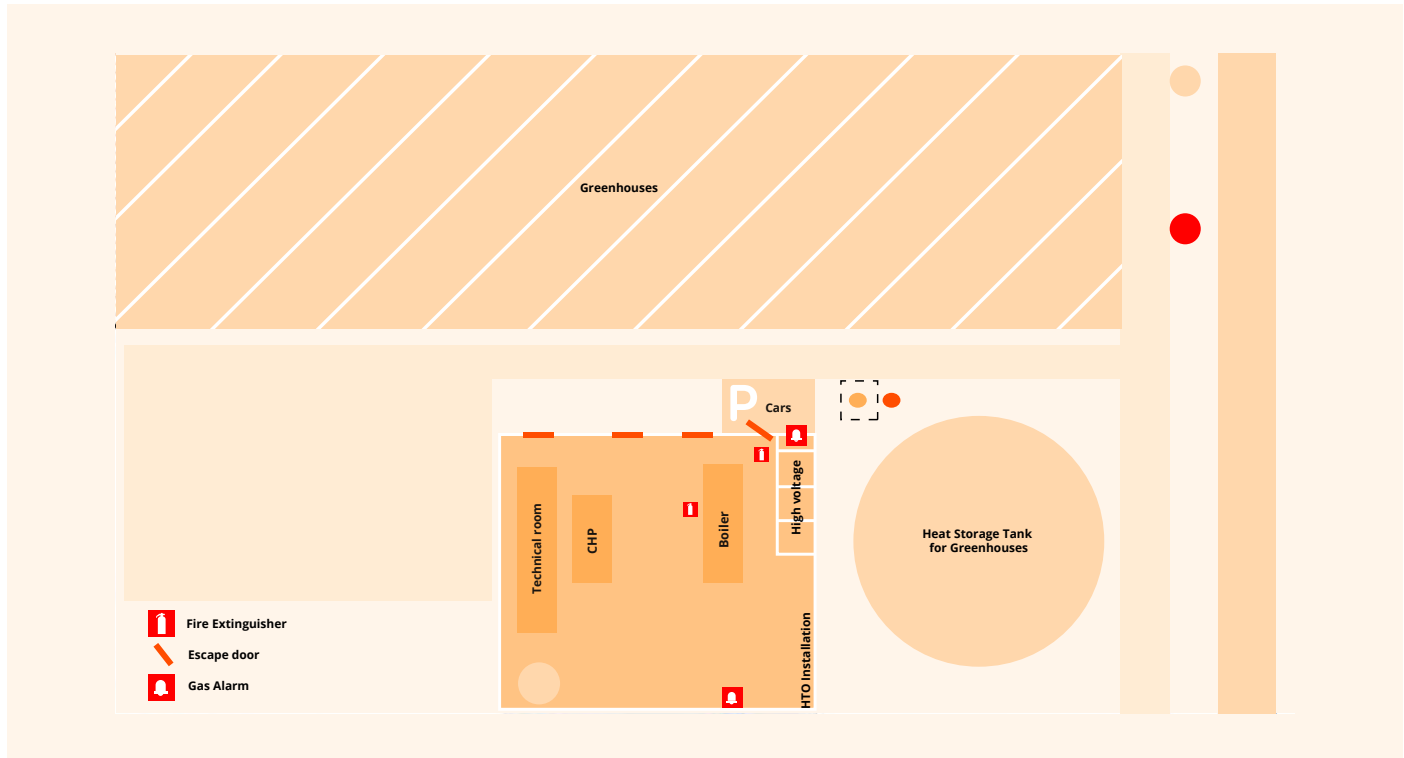 Greenhouses
P
Cars
High voltage
Technical room
CHP
Boiler
Heat Storage Tank
for Greenhouses
HTO Installation
Fire Extinguisher
Escape door
Gas Alarm